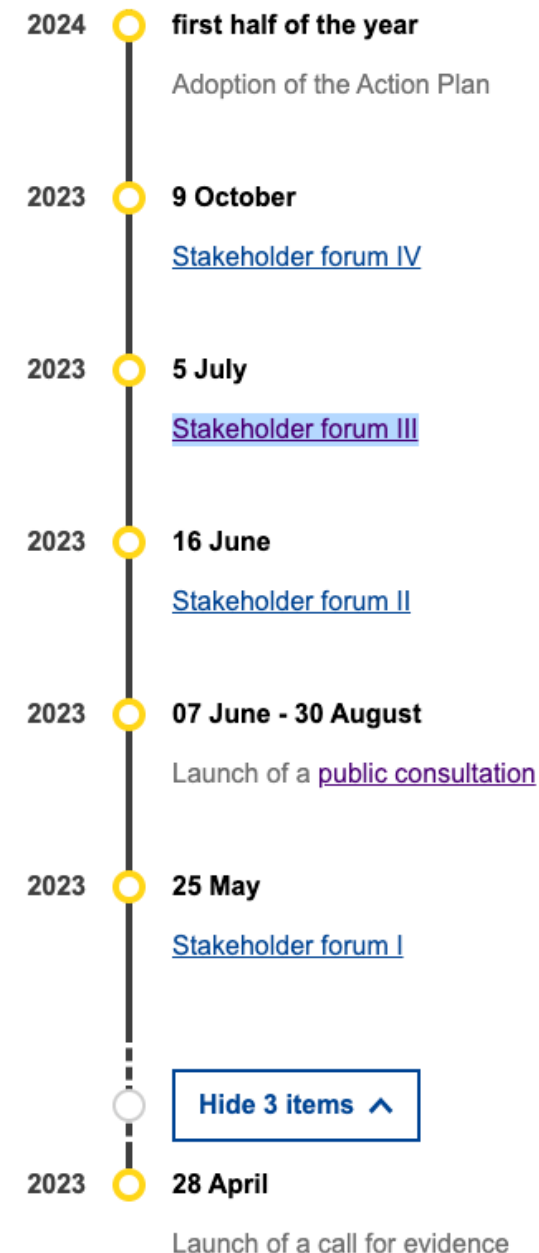 2024 first half of the year
Adoption of the Action Plan
2023 9 October
Stakeholder forum IV
2023 5 July
Stakeholder forum III
2023 16 June
Stakeholder forum II
2023 07 June - 30 August
Launch of a public consultation
2023 25 May
Stakeholder forum I
Hide 3 items
2023 28 April
Launch of a call for evidence